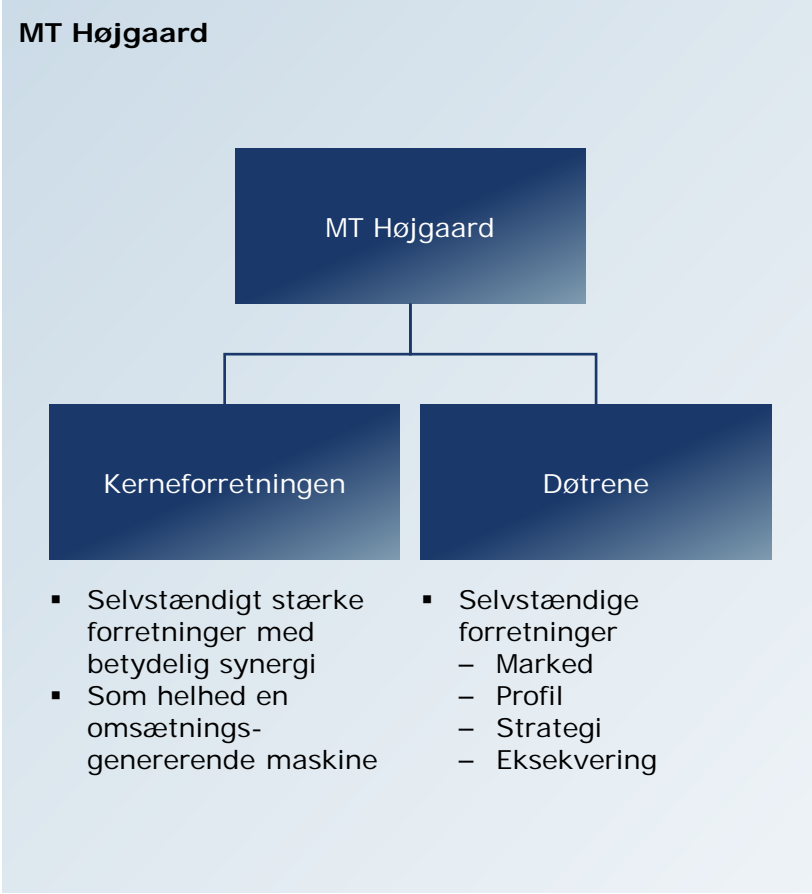 MT Højgaard
MT Højgaard
Kerneforretningen
▪ Selvstændigt stærke
forretninger med
betydelig synergi
▪ Som helhed en
omsætnings-
genererende maskine
Døtrene
▪ Selvstændige
forretninger
– Marked
– Profil
– Strategi
– Eksekvering